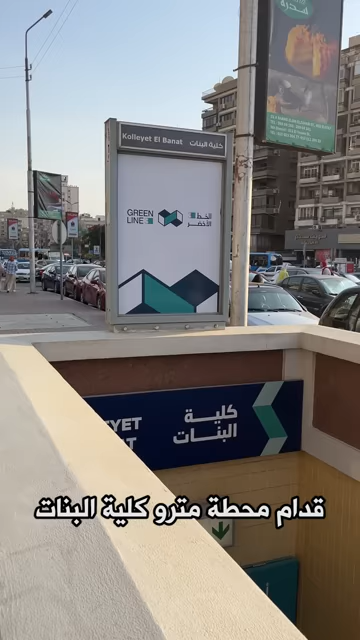 Kolleyet El Banat كلية البنات
GREEN LINE
الخط الأخضر
كلية البنات
قدام محطة مترو كلية البنات